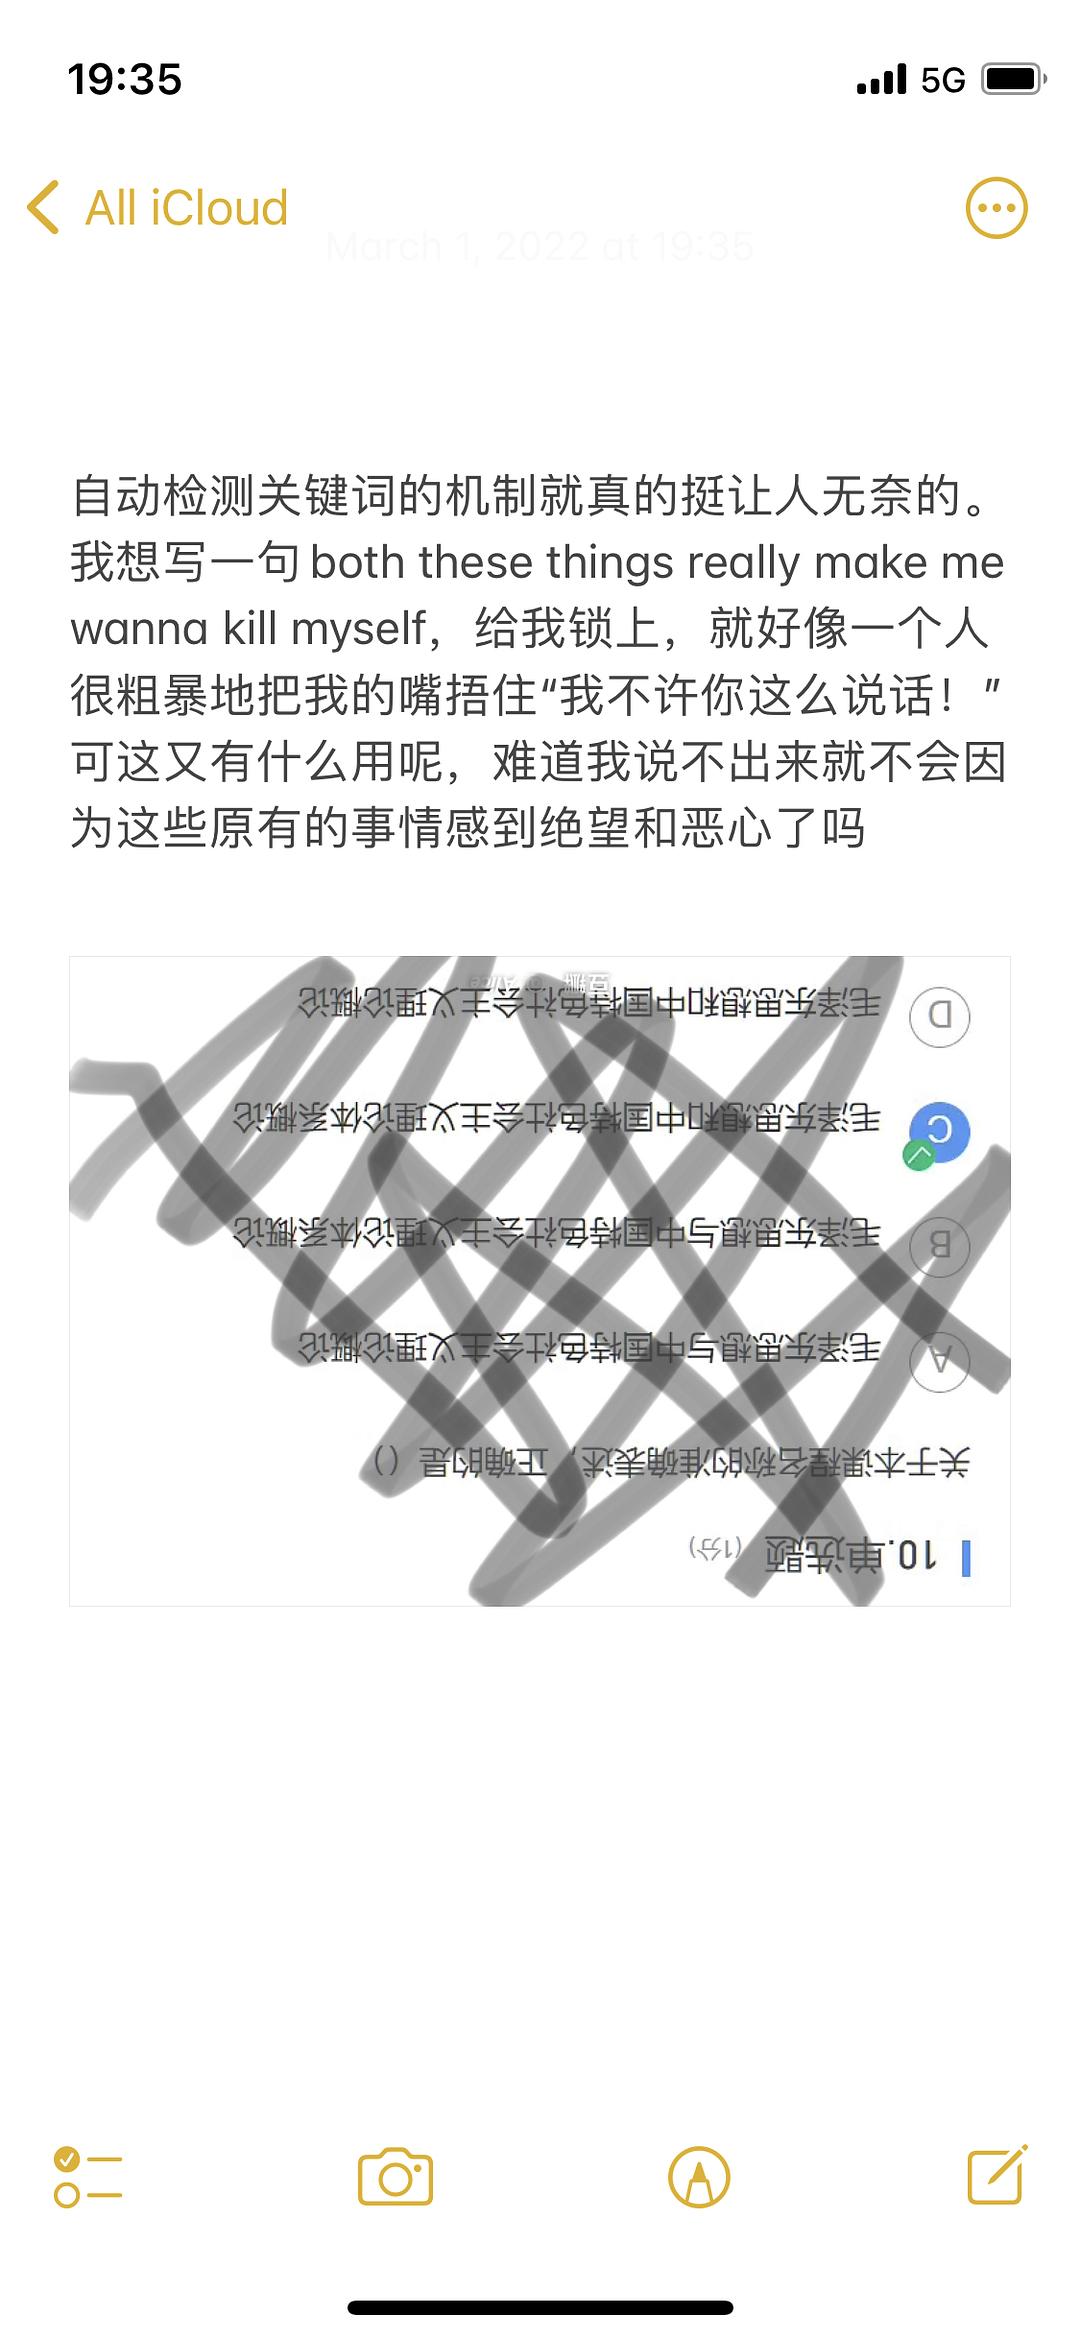 19:35
5G
All iCloud
March 1, 2022 at 19:35
自动检测关键词的机制就真的挺让人无奈的。
我想写一句both these things really make me
wanna kill myself，给我锁上，就好像一个人
很粗暴地把我的嘴捂住“我不许你这么说话！”
可这又有什么用呢，难道我说不出来就不会因
为这些原有的事情感到绝望和恶心了吗
10.单选题 (1分)
关于本课程名称的准确表述，正确的是（）
A 毛泽东思想与中国特色社会主义理论概论
B 毛泽东思想与中国特色社会主义理论体系概论
C 毛泽东思想和中国特色社会主义理论体系概论
D 毛泽东思想和中国特色社会主义理论概论
豆瓣 @ Alice